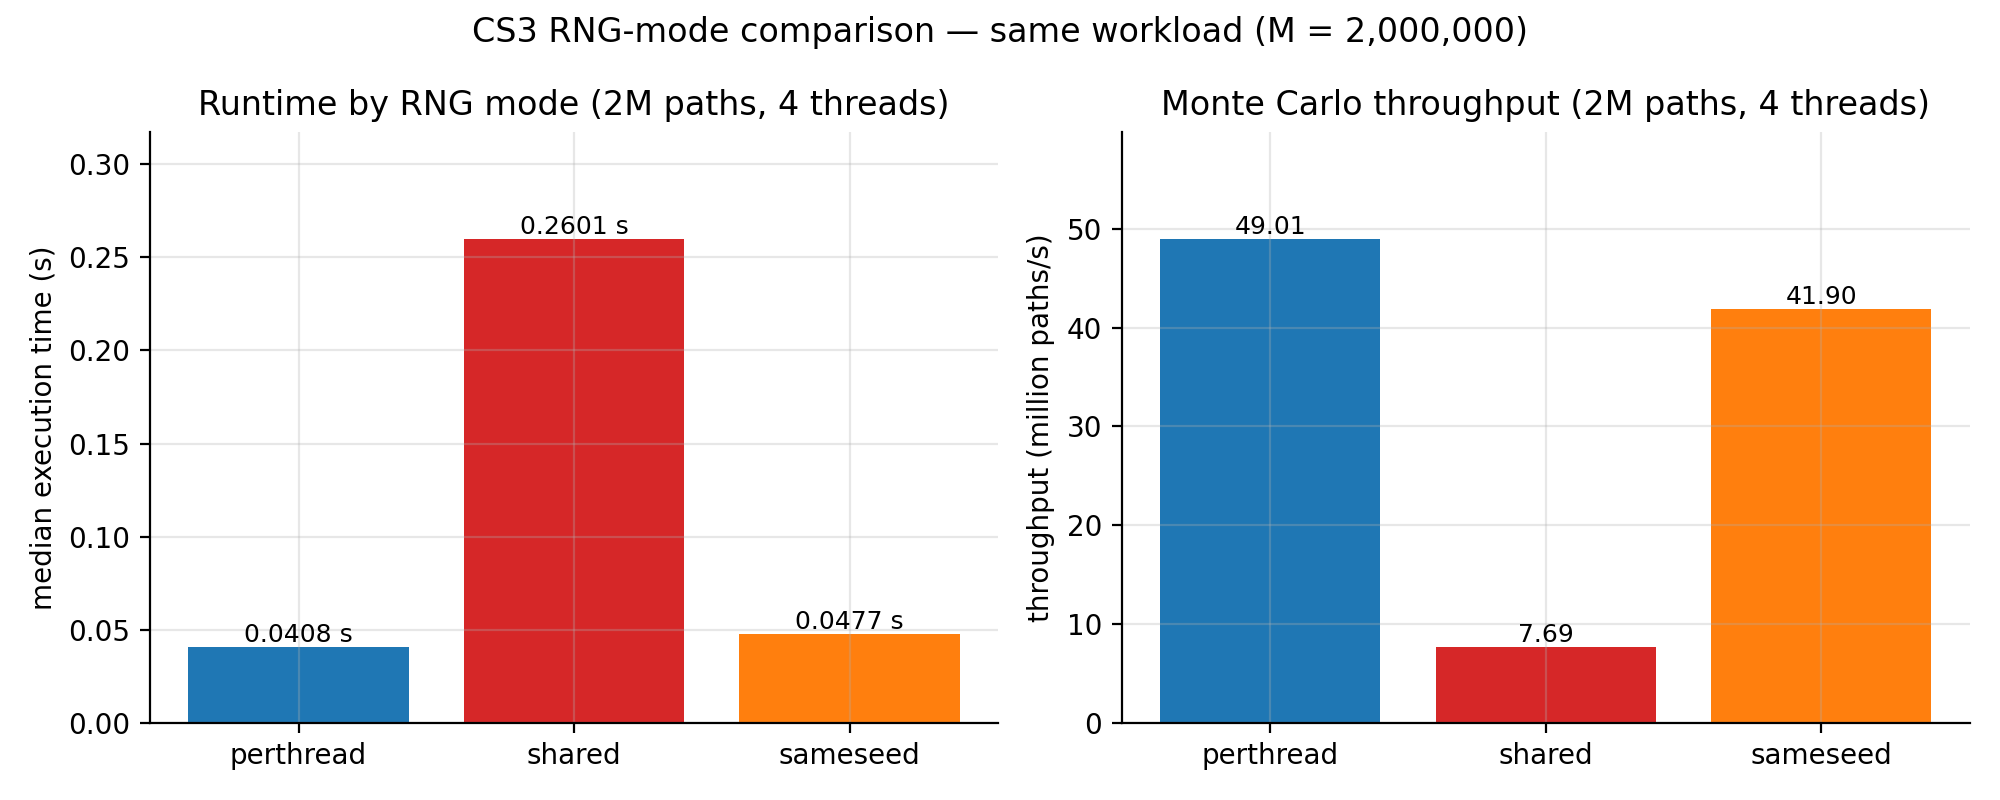 CS3 RNG-mode comparison — same workload (M = 2,000,000)
Runtime by RNG mode (2M paths, 4 threads)
median execution time (s)
0.30
0.25
0.20
0.15
0.10
0.05
0.00
0.0408 s
0.2601 s
0.0477 s
perthread
shared
sameseed
Monte Carlo throughput (2M paths, 4 threads)
throughput (million paths/s)
50
40
30
20
10
0
49.01
7.69
41.90
perthread
shared
sameseed